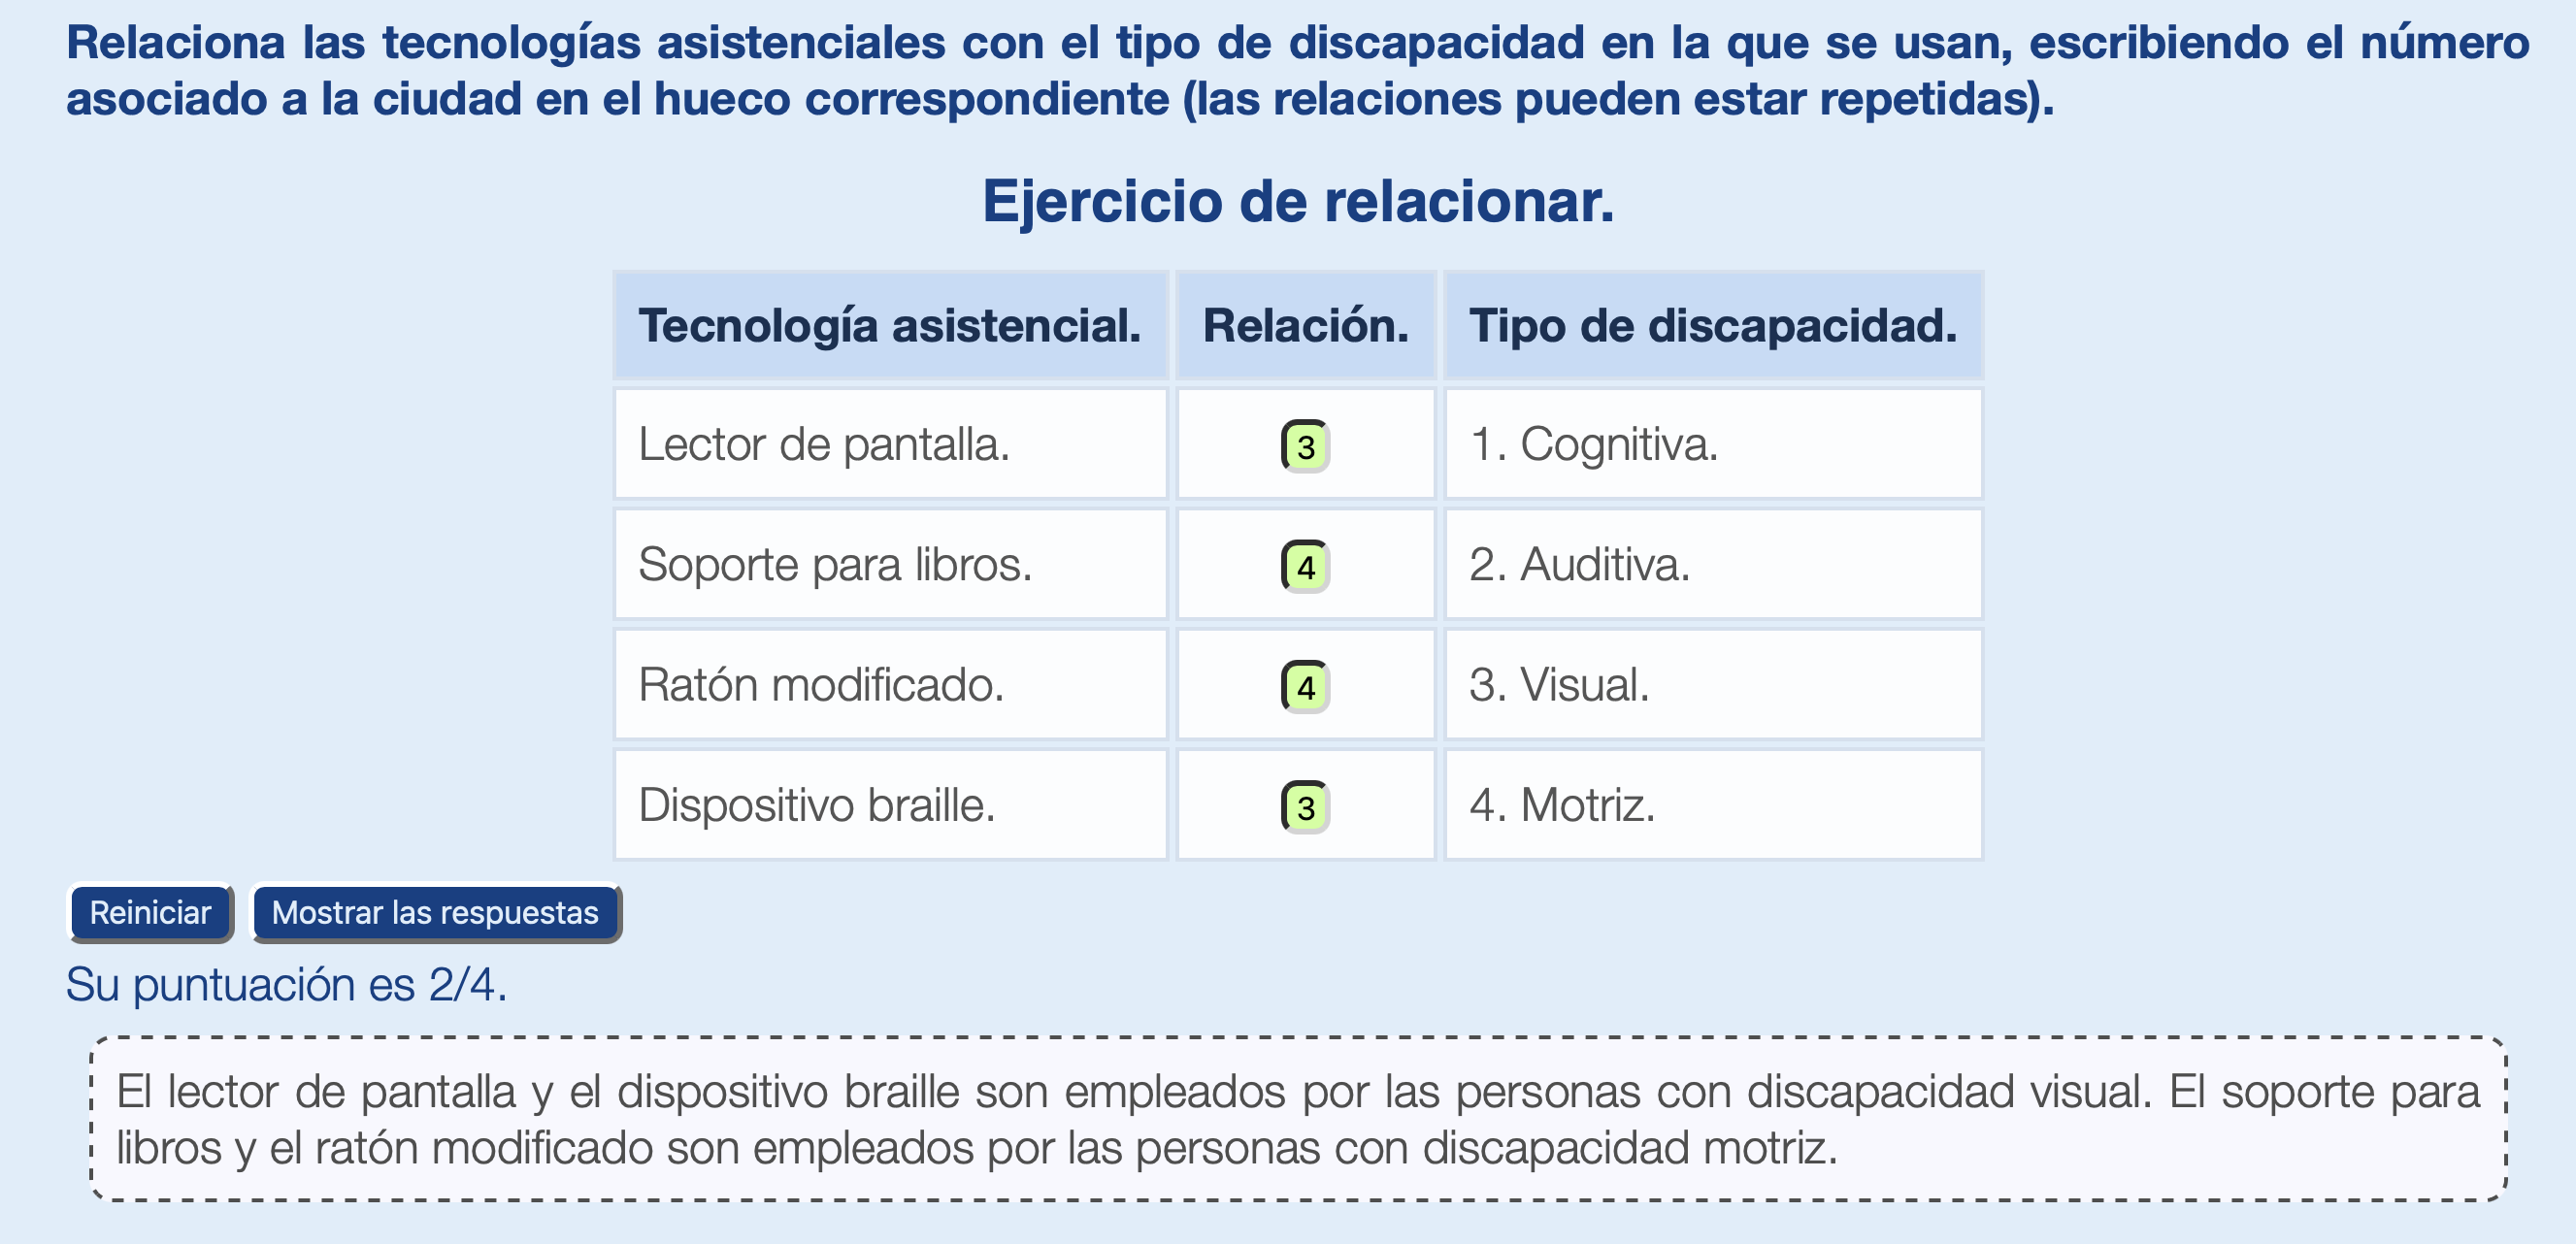 Relaciona las tecnologías asistenciales con el tipo de discapacidad en la que se usan, escribiendo el número
asociado a la ciudad en el hueco correspondiente (las relaciones pueden estar repetidas).
Ejercicio de relacionar.
Tecnología asistencial. Relación. Tipo de discapacidad.
Lector de pantalla. 3 1. Cognitiva.
Soporte para libros. 4 2. Auditiva.
Ratón modificado. 4 3. Visual.
Dispositivo braille. 3 4. Motriz.
Reiniciar Mostrar las respuestas
Su puntuación es 2/4.
El lector de pantalla y el dispositivo braille son empleados por las personas con discapacidad visual. El soporte para
libros y el ratón modificado son empleados por las personas con discapacidad motriz.